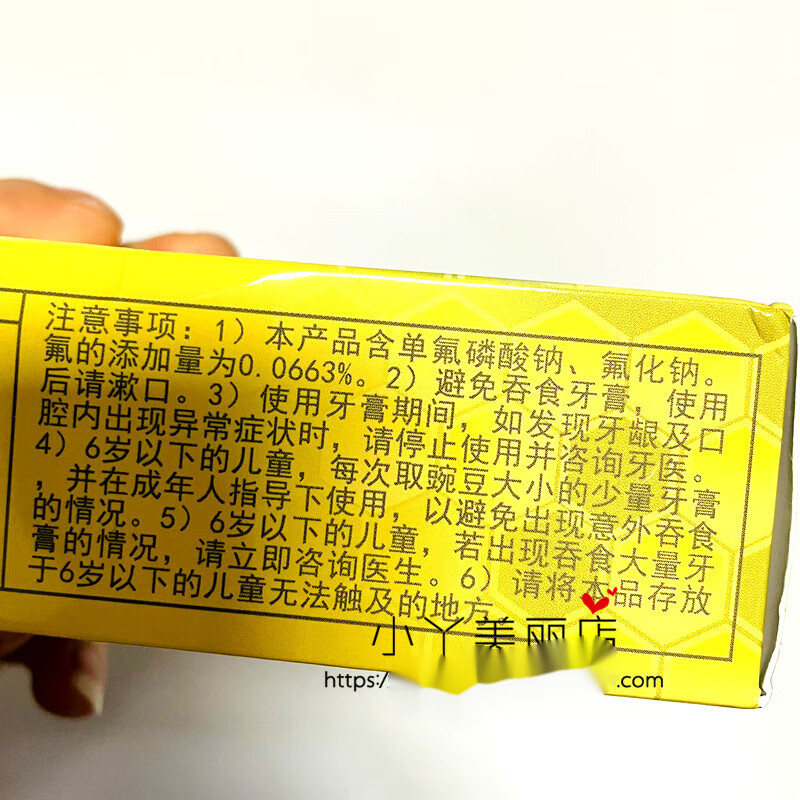 注意事项：1）本产品含单氟磷酸钠、氟化钠。
氟的添加量为0.0663%。2）避免吞食牙膏，使用
后请漱口。3）使用牙膏期间，如发现牙龈及口
腔内出现异常症状时，请停止使用并咨询牙医。
4）6岁以下的儿童，每次取豌豆大小的少量牙膏
，并在成年人指导下使用，以避免出现意外吞食
的情况。5）6岁以下的儿童，若出现吞食大量牙
膏的情况，请立即咨询医生。6）请将本品存放
于6岁以下的儿童无法触及的地方。
小丫美丽店
https:/ .com